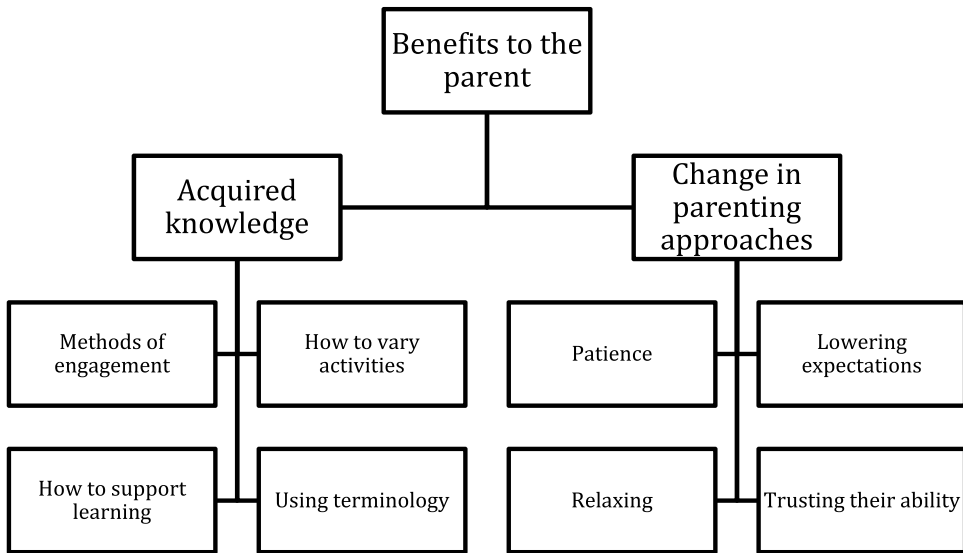 Benefits to the
parent
Acquired
knowledge
Change in
parenting
approaches
Methods of
engagement
How to vary
activities
Patience
Lowering
expectations
How to support
learning
Using terminology
Relaxing
Trusting their ability